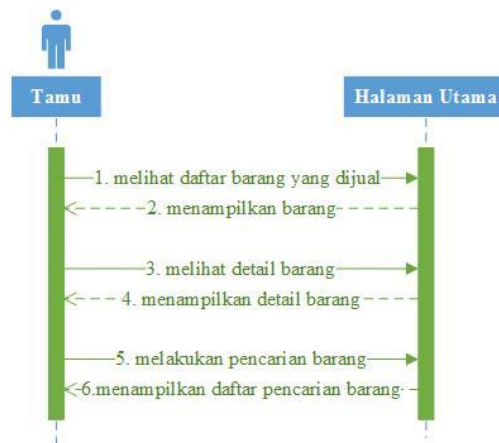 Tamu
Halaman Utama
1. melihat daftar barang yang dijual
2. menampilkan barang
3. melihat detail barang
4. menampilkan detail barang
5. melakukan pencarian barang
6.menampilkan daftar pencarian barang